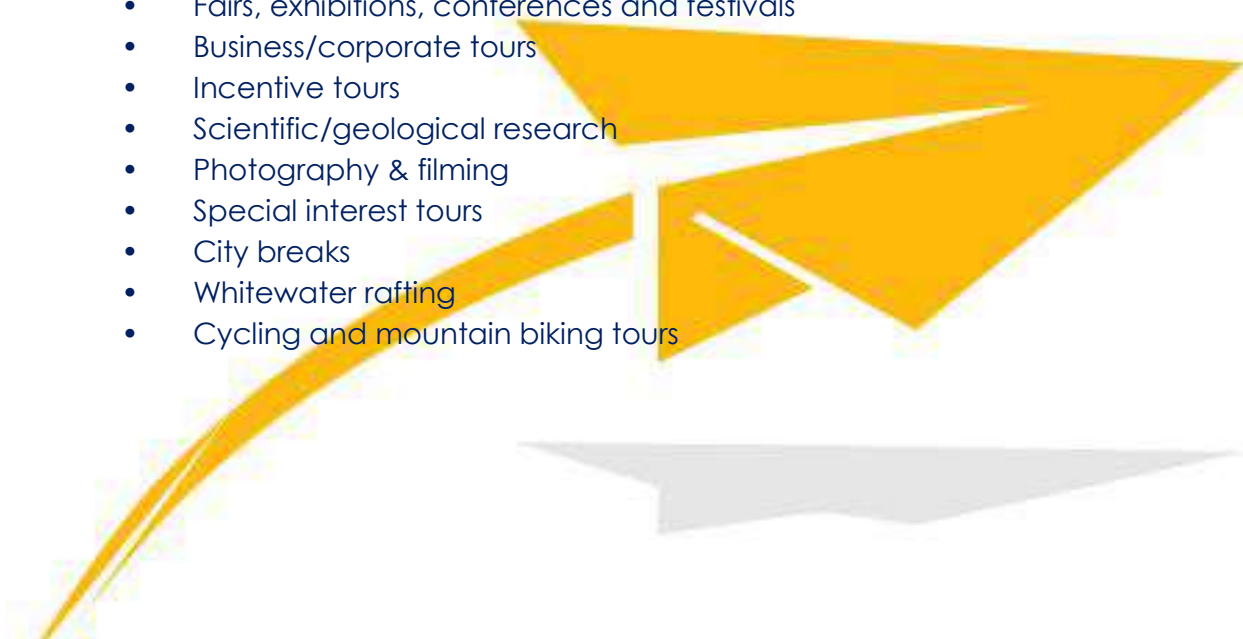 • Fairs, exhibitions, conferences and festivals
• Business/corporate tours
• Incentive tours
• Scientific/geological research
• Photography & filming
• Special interest tours
• City breaks
• Whitewater rafting
• Cycling and mountain biking tours